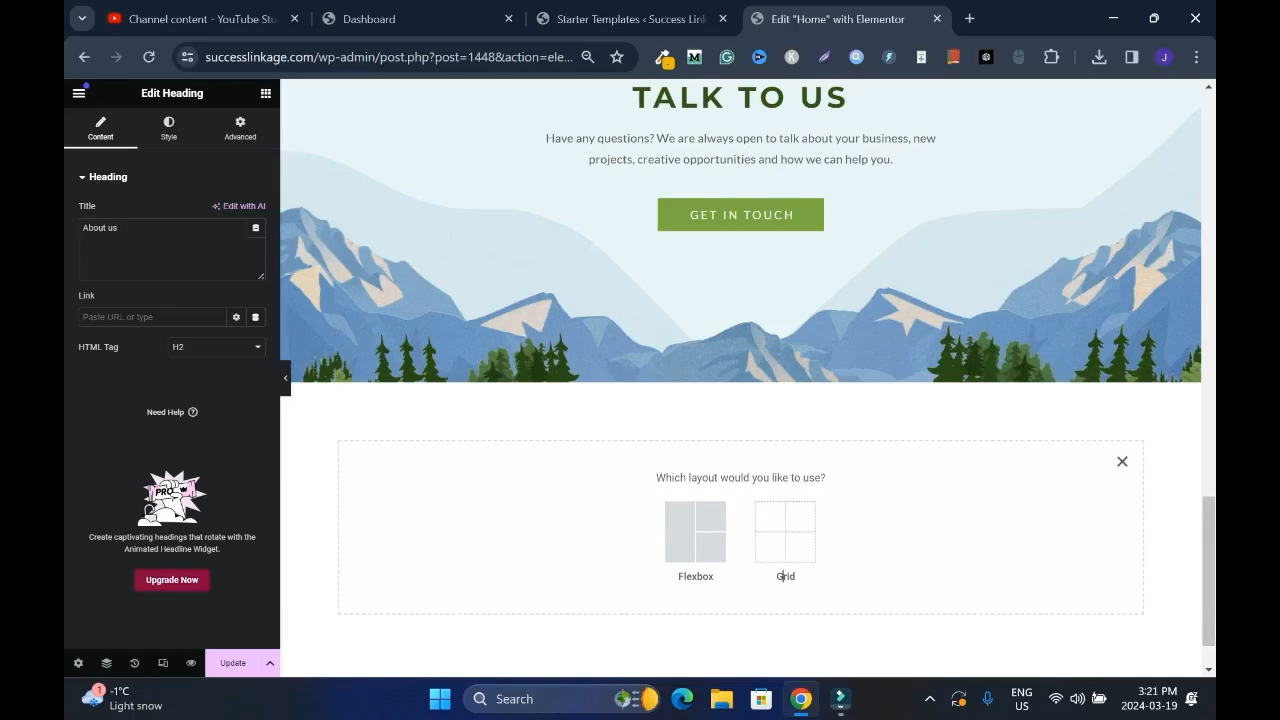 Channel content - YouTube Stu
Dashboard
Starter Templates ‹ Success Link
Edit "Home" with Elementor
successlinkage.com/wp-admin/post.php?post=1448&action=ele...
J
Edit Heading
Content
Style
Advanced
Heading
Title
Edit with AI
About us
Link
Paste URL or type
HTML Tag
H2
Need Help
PRO
Create captivating headings that rotate with the
Animated Headline Widget.
Upgrade Now
Update
TALK TO US
Have any questions? We are always open to talk about your business, new
projects, creative opportunities and how we can help you.
GET IN TOUCH
Which layout would you like to use?
Flexbox
Grid
1
-1°C
Light snow
Search
ENG
US
3:21 PM
2024-03-19